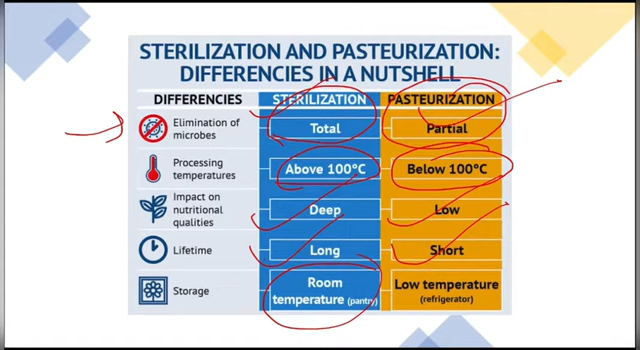 STERILIZATION AND PASTEURIZATION:
DIFFERENCIES IN A NUTSHELL
DIFFERENCIES STERILIZATION PASTEURIZATION
Elimination of
microbes
Total Partial
Processing
temperatures
Above 100°C Below 100°C
Impact on
nutritional
qualities
Deep Low
Lifetime Long Short
Storage
Room
temperature (pantry)
Low temperature
(refrigerator)